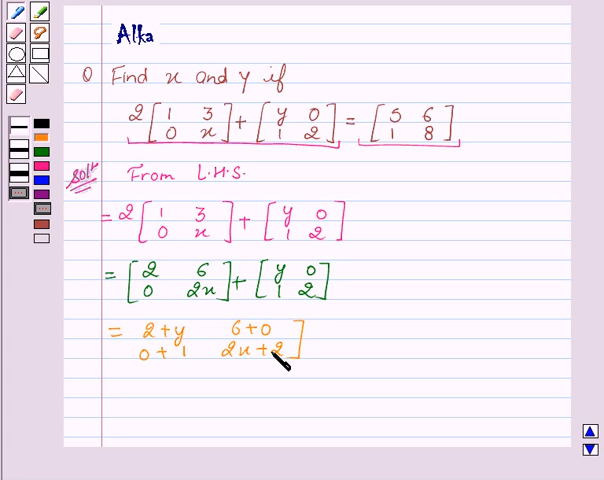 Alka
Q Find x and y if
2 [ 1 3 ] + [ y 0 ] = [ 5 6 ]
[ 0 x ] [ 1 2 ] [ 1 8 ]
Solⁿ From L.H.S.
= 2 [ 1 3 ] + [ y 0 ]
[ 0 x ] [ 1 2 ]
= [ 2 6 ] + [ y 0 ]
[ 0 2x ] [ 1 2 ]
= 2+y 6+0 ]
0+1 2x+2 ]